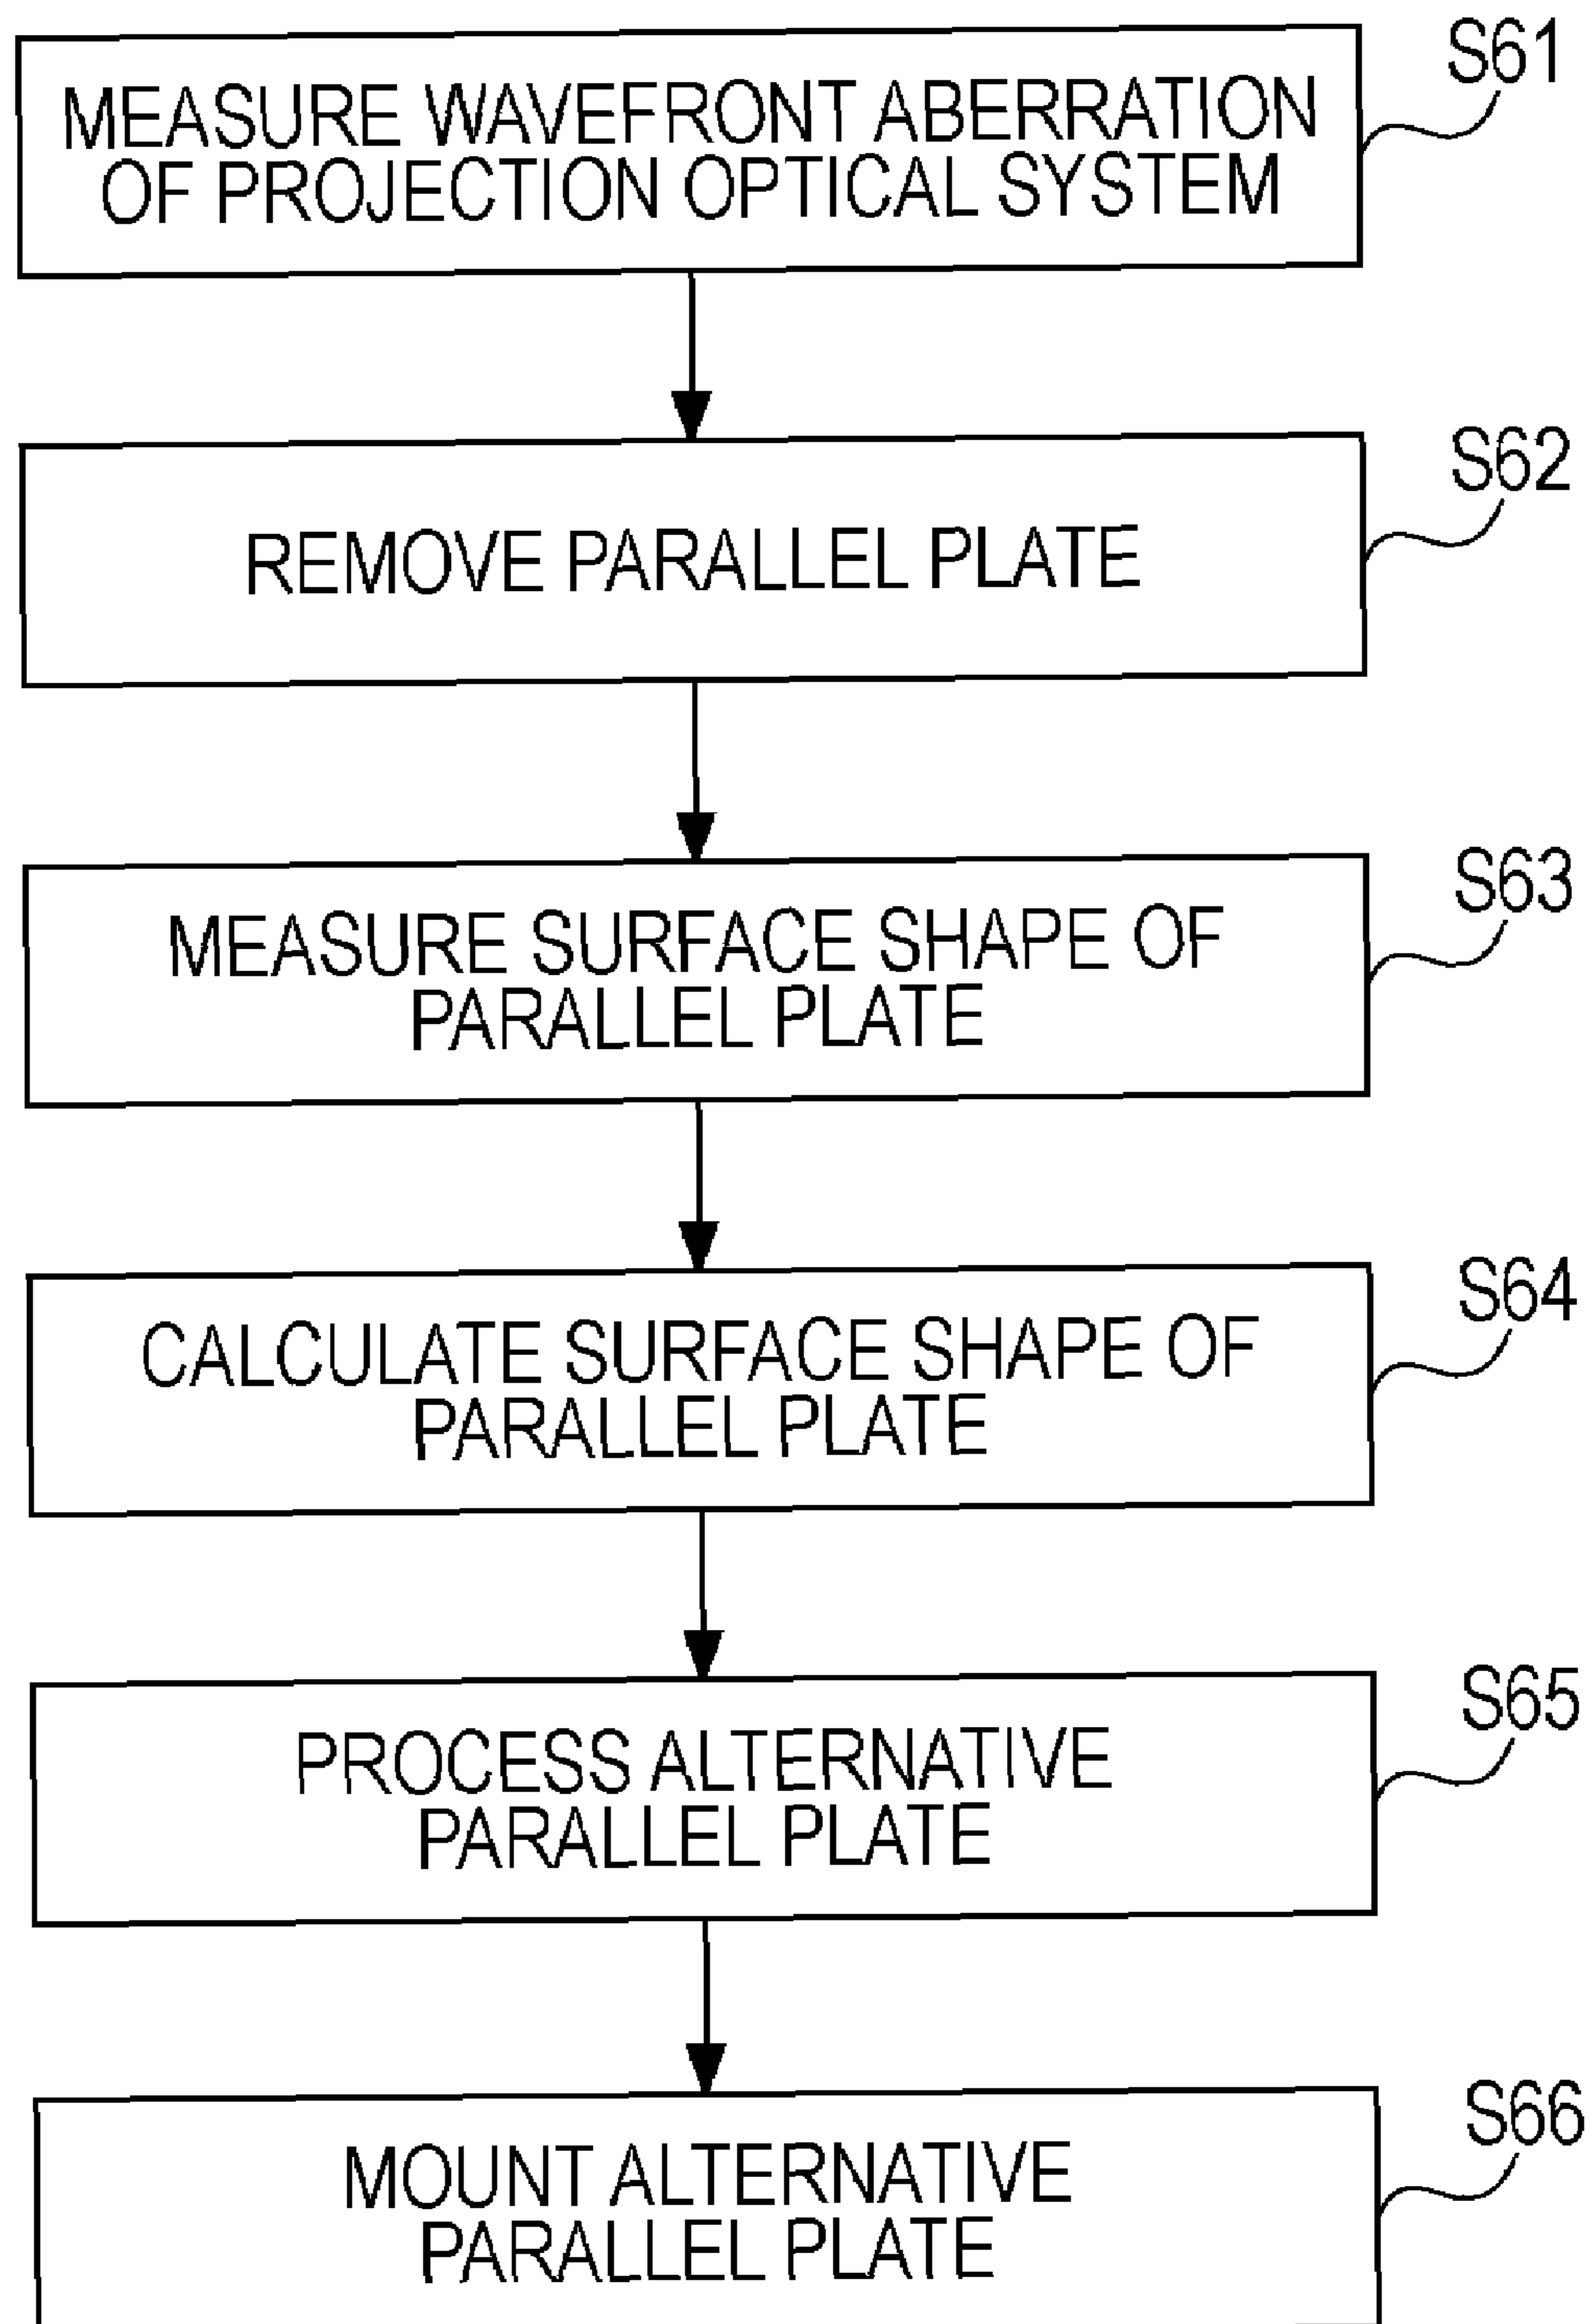 S61
MEASURE WAVEFRONT ABERRATION
OF PROJECTION OPTICAL SYSTEM
S62
REMOVE PARALLEL PLATE
S63
MEASURE SURFACE SHAPE OF
PARALLEL PLATE
S64
CALCULATE SURFACE SHAPE OF
PARALLEL PLATE
S65
PROCESS ALTERNATIVE
PARALLEL PLATE
S66
MOUNT ALTERNATIVE
PARALLEL PLATE